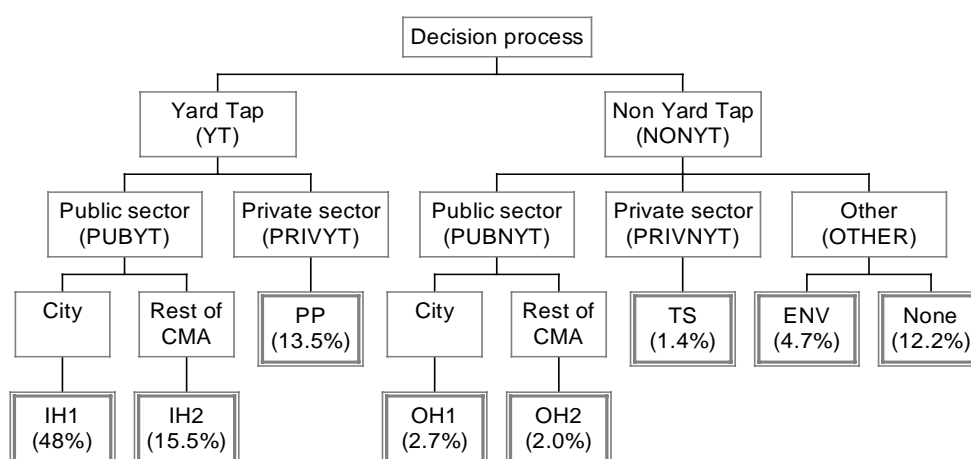 Decision process
Yard Tap
(YT)
Non Yard Tap
(NONYT)
Public sector
(PUBYT)
Private sector
(PRIVYT)
Public sector
(PUBNYT)
Private sector
(PRIVNYT)
Other
(OTHER)
City
Rest of
CMA
PP
(13.5%)
City
Rest of
CMA
TS
(1.4%)
ENV
(4.7%)
None
(12.2%)
IH1
(48%)
IH2
(15.5%)
OH1
(2.7%)
OH2
(2.0%)